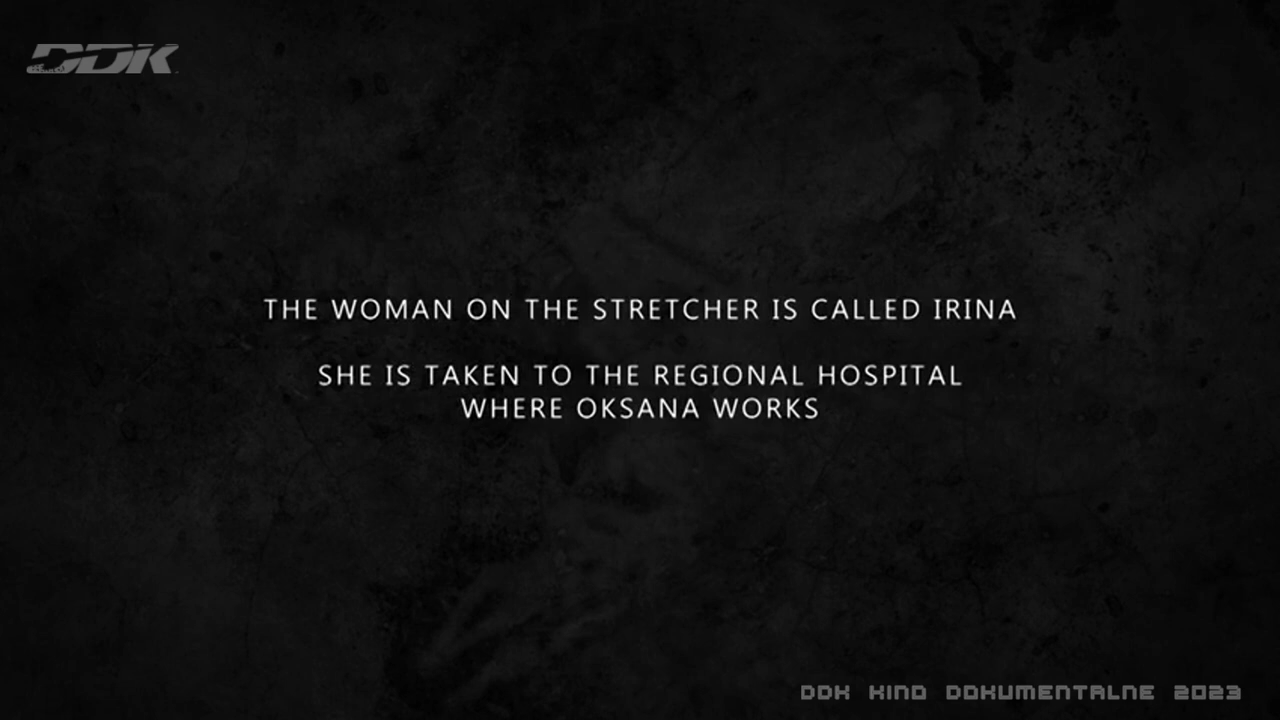 DDK
THE WOMAN ON THE STRETCHER IS CALLED IRINA
SHE IS TAKEN TO THE REGIONAL HOSPITAL
WHERE OKSANA WORKS
DDK KINO DOKUMENTALNE 2023